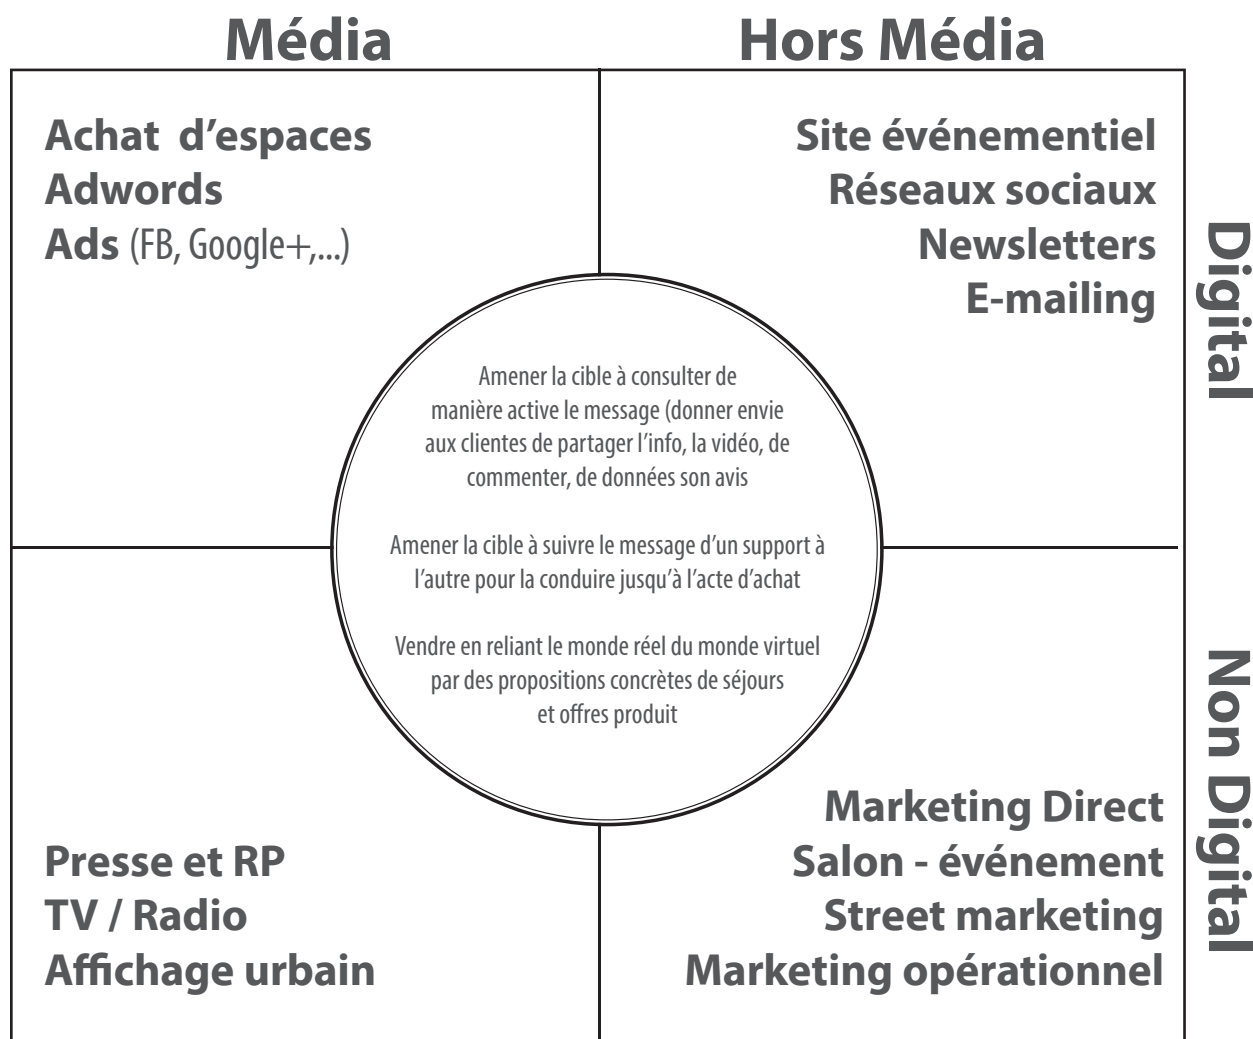 Média
Hors Média
Achat d’espaces
Adwords
Ads (FB, Google+,...)
Site événementiel
Réseaux sociaux
Newsletters
E-mailing
Digital
Amener la cible à consulter de
manière active le message (donner envie
aux clientes de partager l’info, la vidéo, de
commenter, de données son avis
Amener la cible à suivre le message d’un support à
l’autre pour la conduire jusqu’à l’acte d’achat
Vendre en reliant le monde réel du monde virtuel
par des propositions concrètes de séjours
et offres produit
Presse et RP
TV / Radio
Affichage urbain
Marketing Direct
Salon - événement
Street marketing
Marketing opérationnel
Non Digital